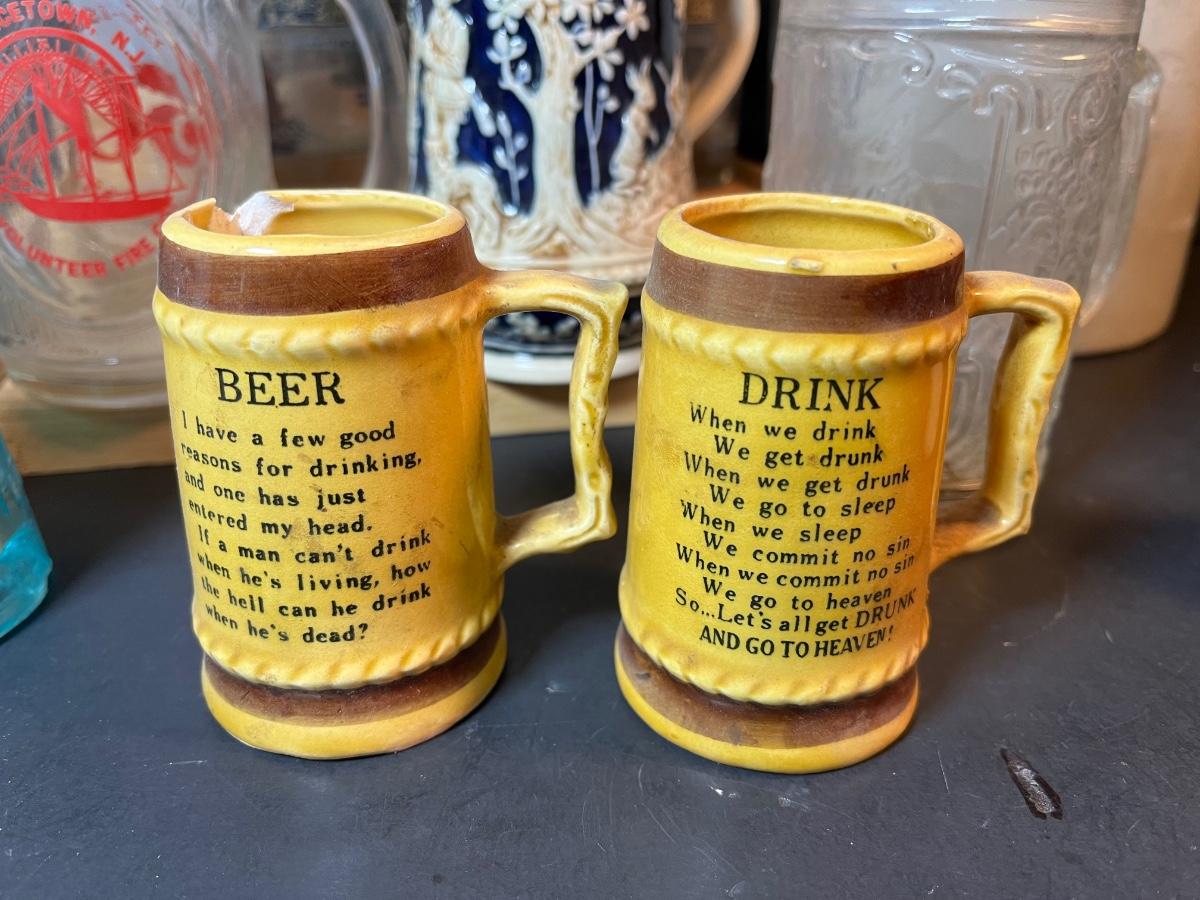 CETOWN, N.J.
VOLUNTEER FIRE
BEER
I have a few good
reasons for drinking,
and one has just
entered my head.
If a man can't drink
when he's living, how
the hell can he drink
when he's dead?
DRINK
When we drink
We get drunk
When we get drunk
We go to sleep
When we sleep
We commit no sin
When we commit no sin
We go to heaven
So...Let's all get DRUNK
AND GO TO HEAVEN!